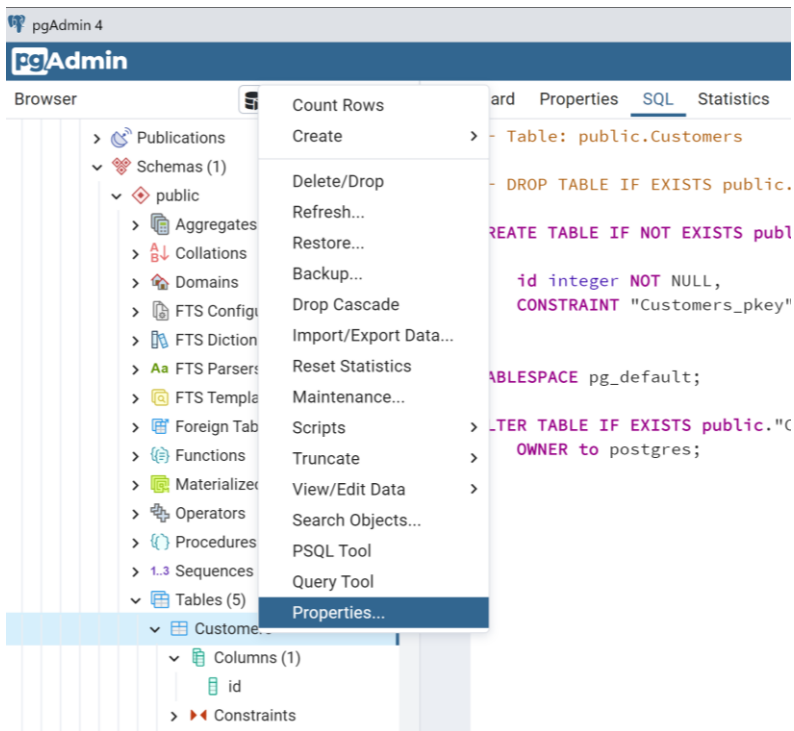 pgAdmin 4
pgAdmin
Browser
ard Properties SQL Statistics
Publications
Schemas (1)
public
Aggregates
Collations
Domains
FTS Configu
FTS Diction
FTS Parsers
FTS Templa
Foreign Tab
Functions
Materialized
Operators
Procedures
1..3 Sequences
Tables (5)
Customers
Columns (1)
id
Constraints
Count Rows
Create
Delete/Drop
Refresh...
Restore...
Backup...
Drop Cascade
Import/Export Data...
Reset Statistics
Maintenance...
Scripts
Truncate
View/Edit Data
Search Objects...
PSQL Tool
Query Tool
Properties...
- Table: public.Customers
- DROP TABLE IF EXISTS public.
REATE TABLE IF NOT EXISTS publ
id integer NOT NULL,
CONSTRAINT "Customers_pkey"
ABLESPACE pg_default;
LTER TABLE IF EXISTS public."C
OWNER to postgres;